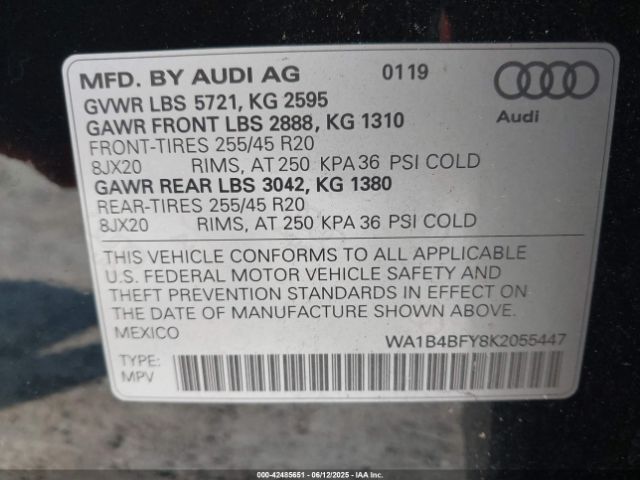 MFD. BY AUDI AG 0119
GVWR LBS 5721, KG 2595
GAWR FRONT LBS 2888, KG 1310
FRONT-TIRES 255/45 R20
8JX20 RIMS, AT 250 KPA 36 PSI COLD
GAWR REAR LBS 3042, KG 1380
REAR-TIRES 255/45 R20
8JX20 RIMS, AT 250 KPA 36 PSI COLD
Audi
THIS VEHICLE CONFORMS TO ALL APPLICABLE
U.S. FEDERAL MOTOR VEHICLE SAFETY AND
THEFT PREVENTION STANDARDS IN EFFECT ON
THE DATE OF MANUFACTURE SHOWN ABOVE.
MEXICO
WA1B4BFY8K2055447
TYPE:
MPV
000-42485651 - 06/12/2025 - IAAI.COM